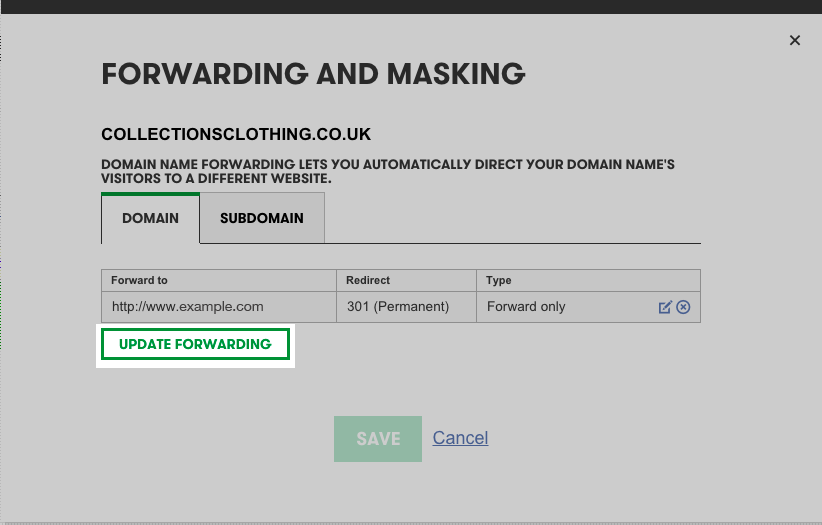 FORWARDING AND MASKING
COLLECTIONSCLOTHING.CO.UK
DOMAIN NAME FORWARDING LETS YOU AUTOMATICALLY DIRECT YOUR DOMAIN NAME'S
VISITORS TO A DIFFERENT WEBSITE.
DOMAIN SUBDOMAIN
Forward to Redirect Type
http://www.example.com 301 (Permanent) Forward only
UPDATE FORWARDING
SAVE Cancel